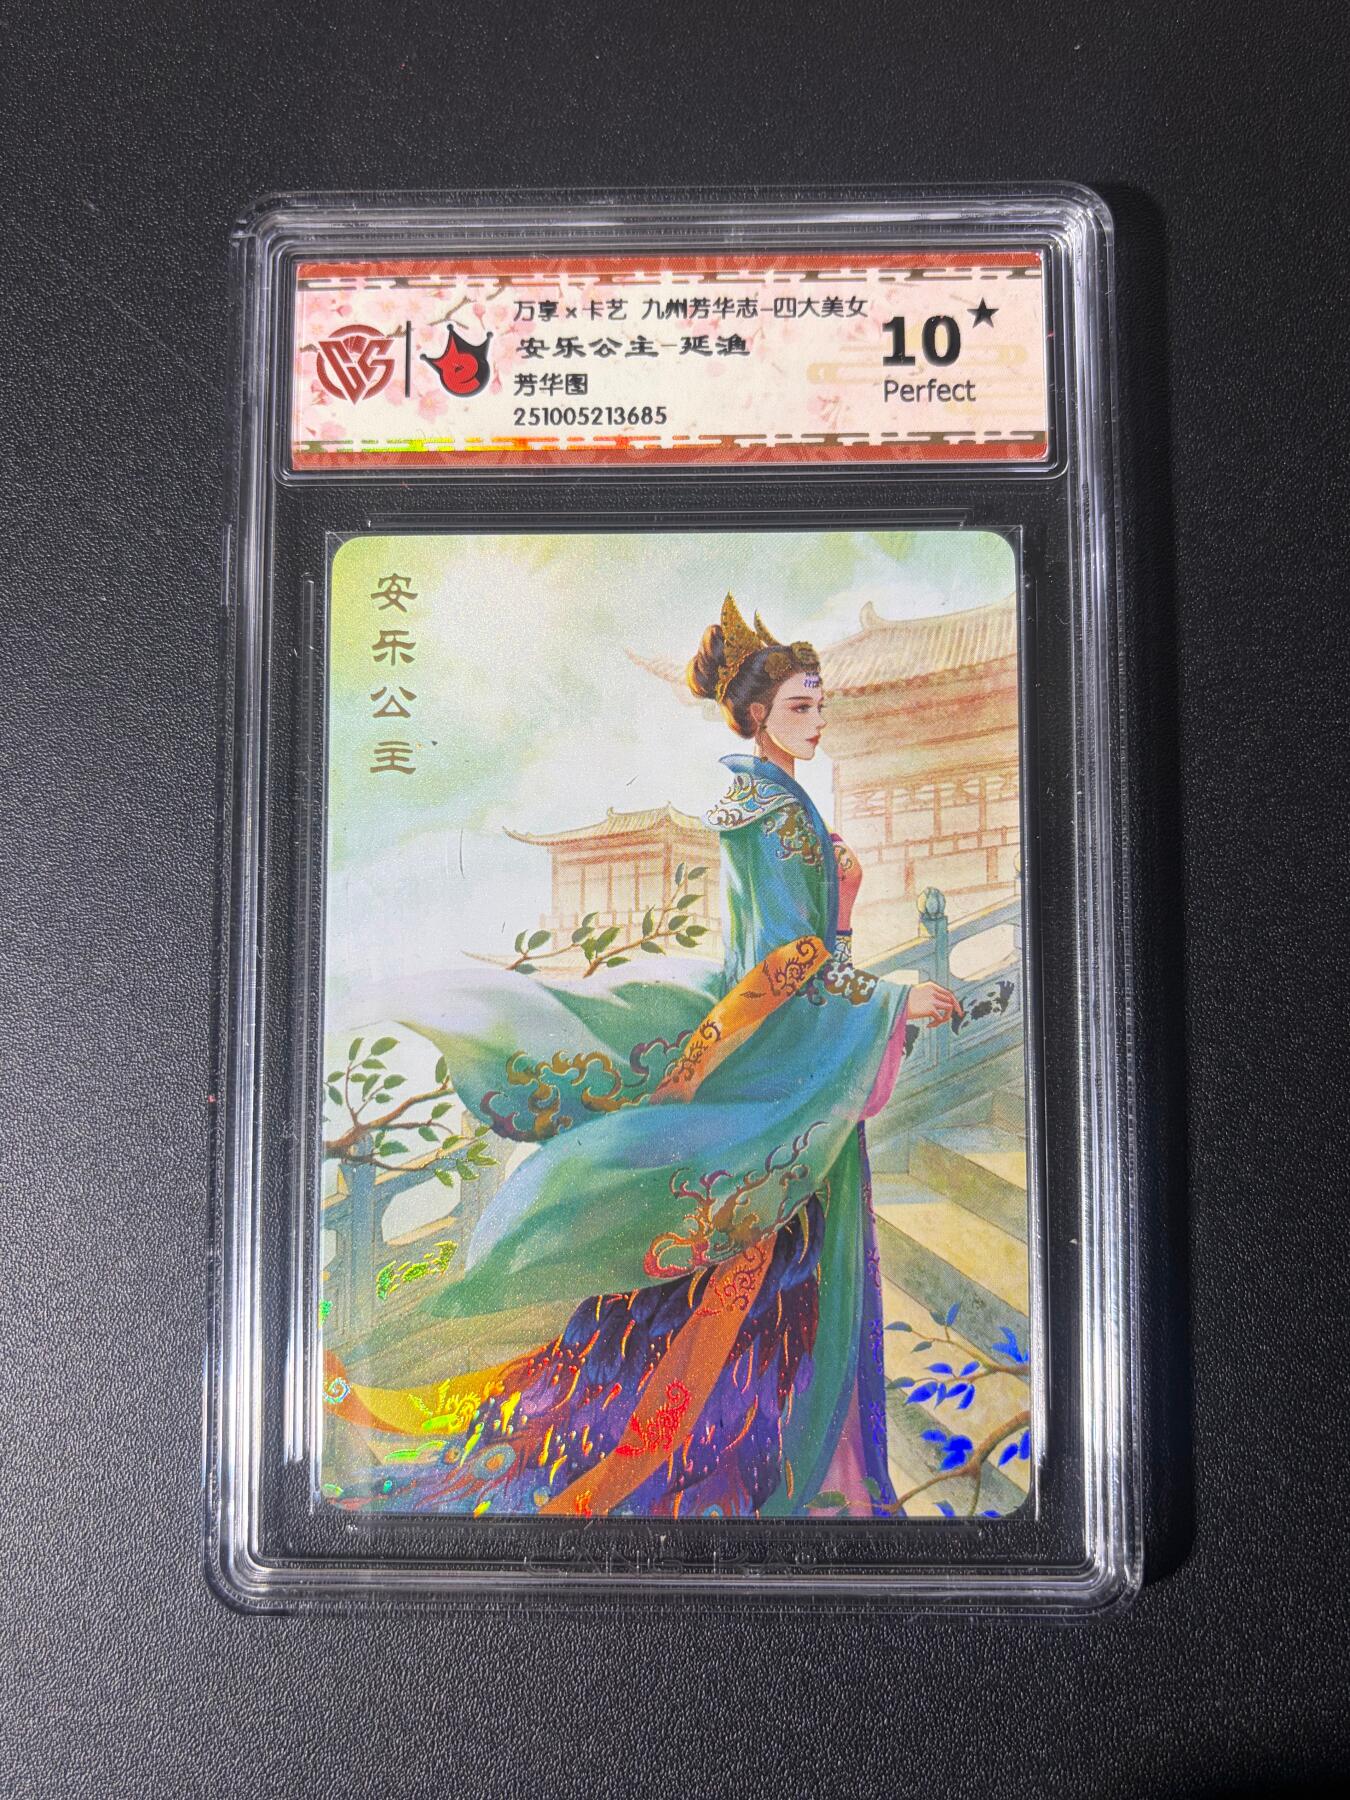 万享×卡艺 九州芳华志-四大美女
安乐公主-延渔
芳华图
251005213685
10★
Perfect
安乐公主